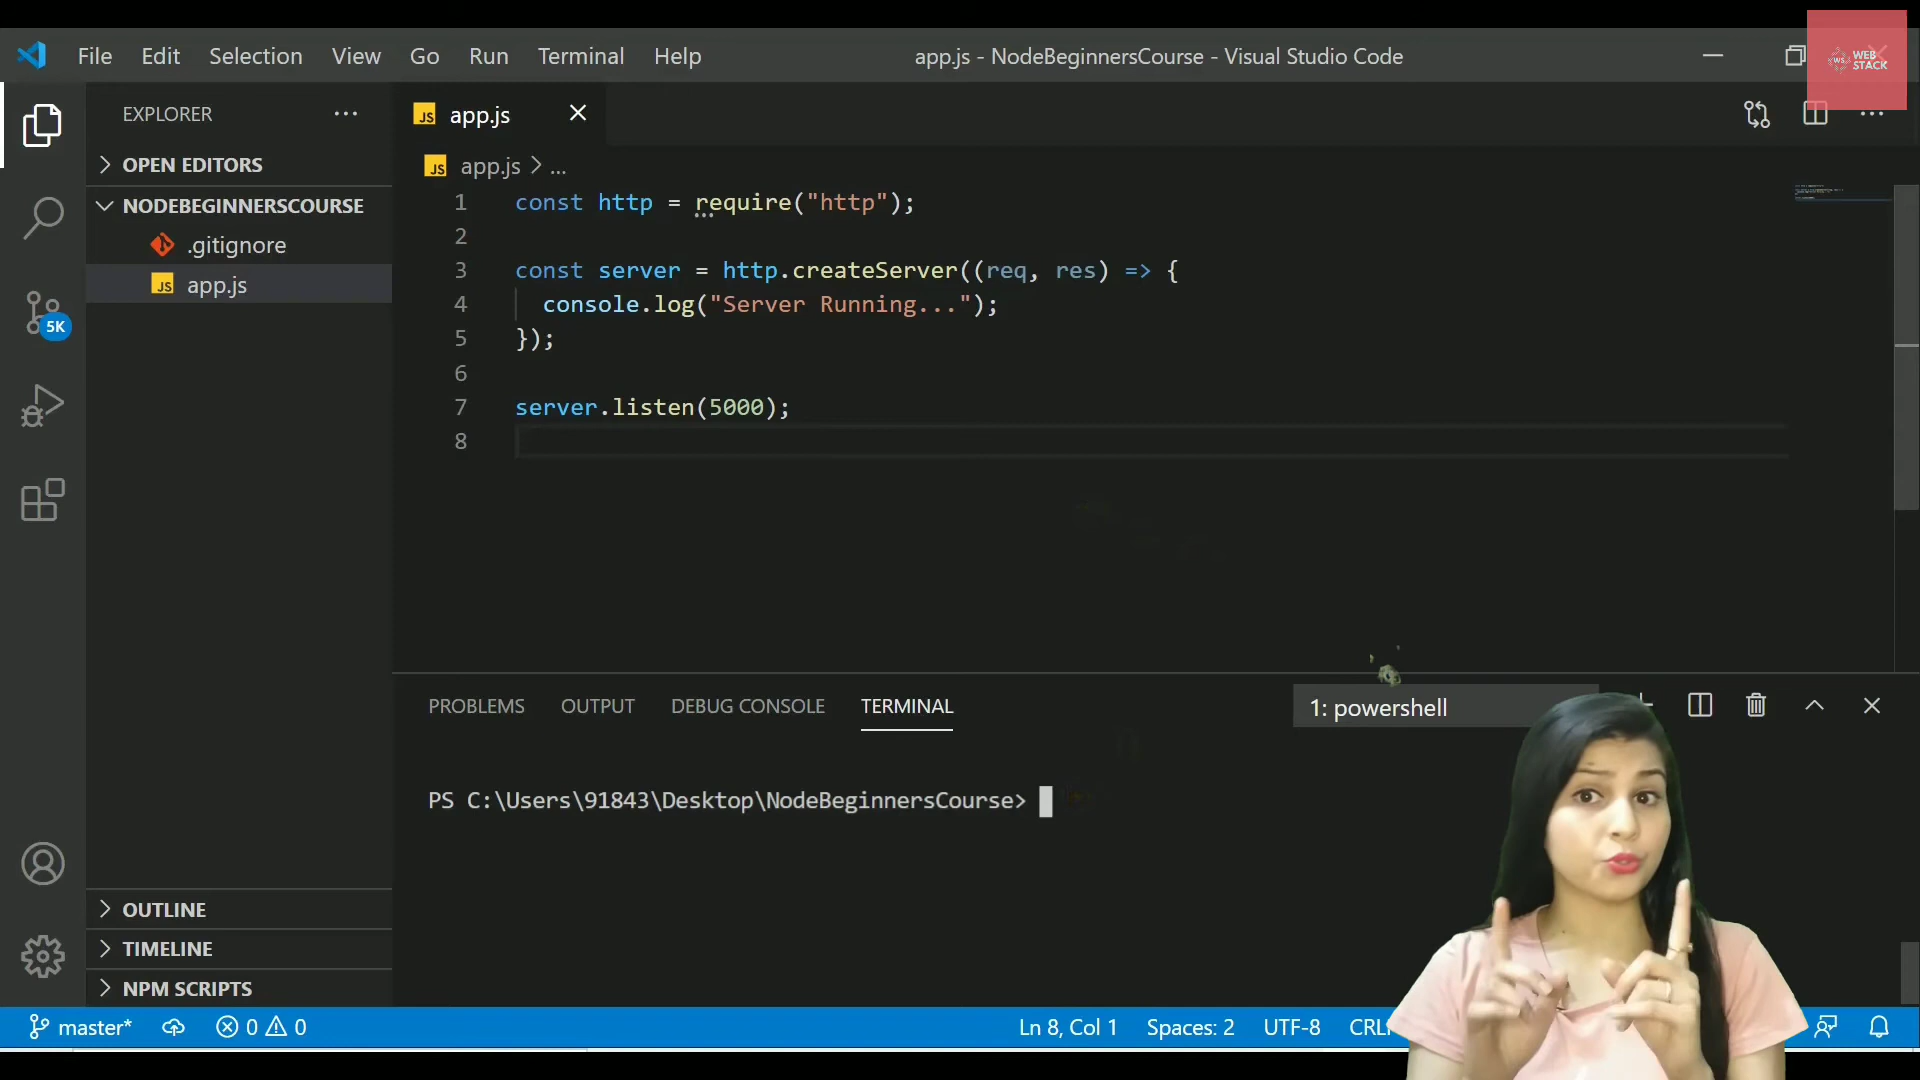 File Edit Selection View Go Run Terminal Help
app.js - NodeBeginnersCourse - Visual Studio Code
WS WEB
STACK
EXPLORER
OPEN EDITORS
NODEBEGINNERSCOURSE
.gitignore
JS app.js
5K
OUTLINE
TIMELINE
NPM SCRIPTS
JS app.js
JS app.js > ...
1 const http = require("http");
2
3 const server = http.createServer((req, res) => {
4 console.log("Server Running...");
5 });
6
7 server.listen(5000);
8
PROBLEMS OUTPUT DEBUG CONSOLE TERMINAL
1: powershell
PS C:\Users\91843\Desktop\NodeBeginnersCourse>
master* 0 0 Ln 8, Col 1 Spaces: 2 UTF-8